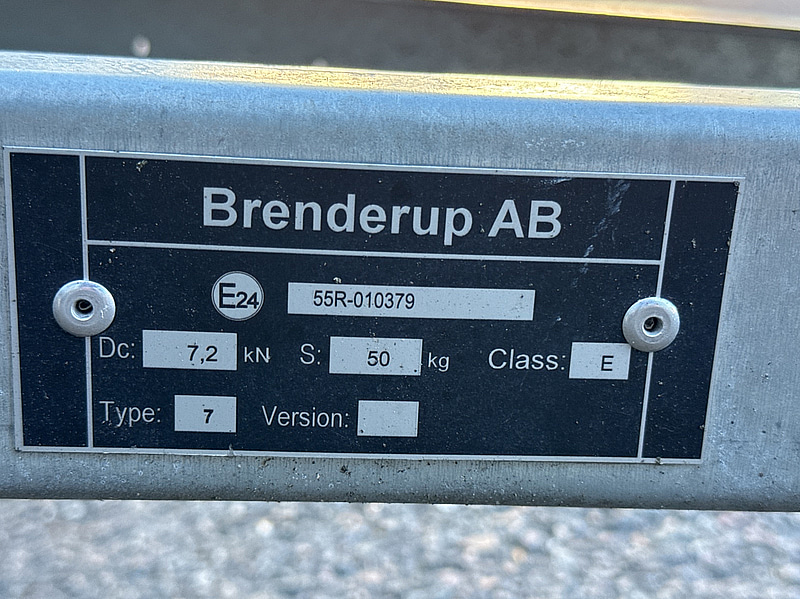 Brenderup AB
E24 55R-010379
Dc: 7,2 kN S: 50 kg Class: E
Type: 7 Version: